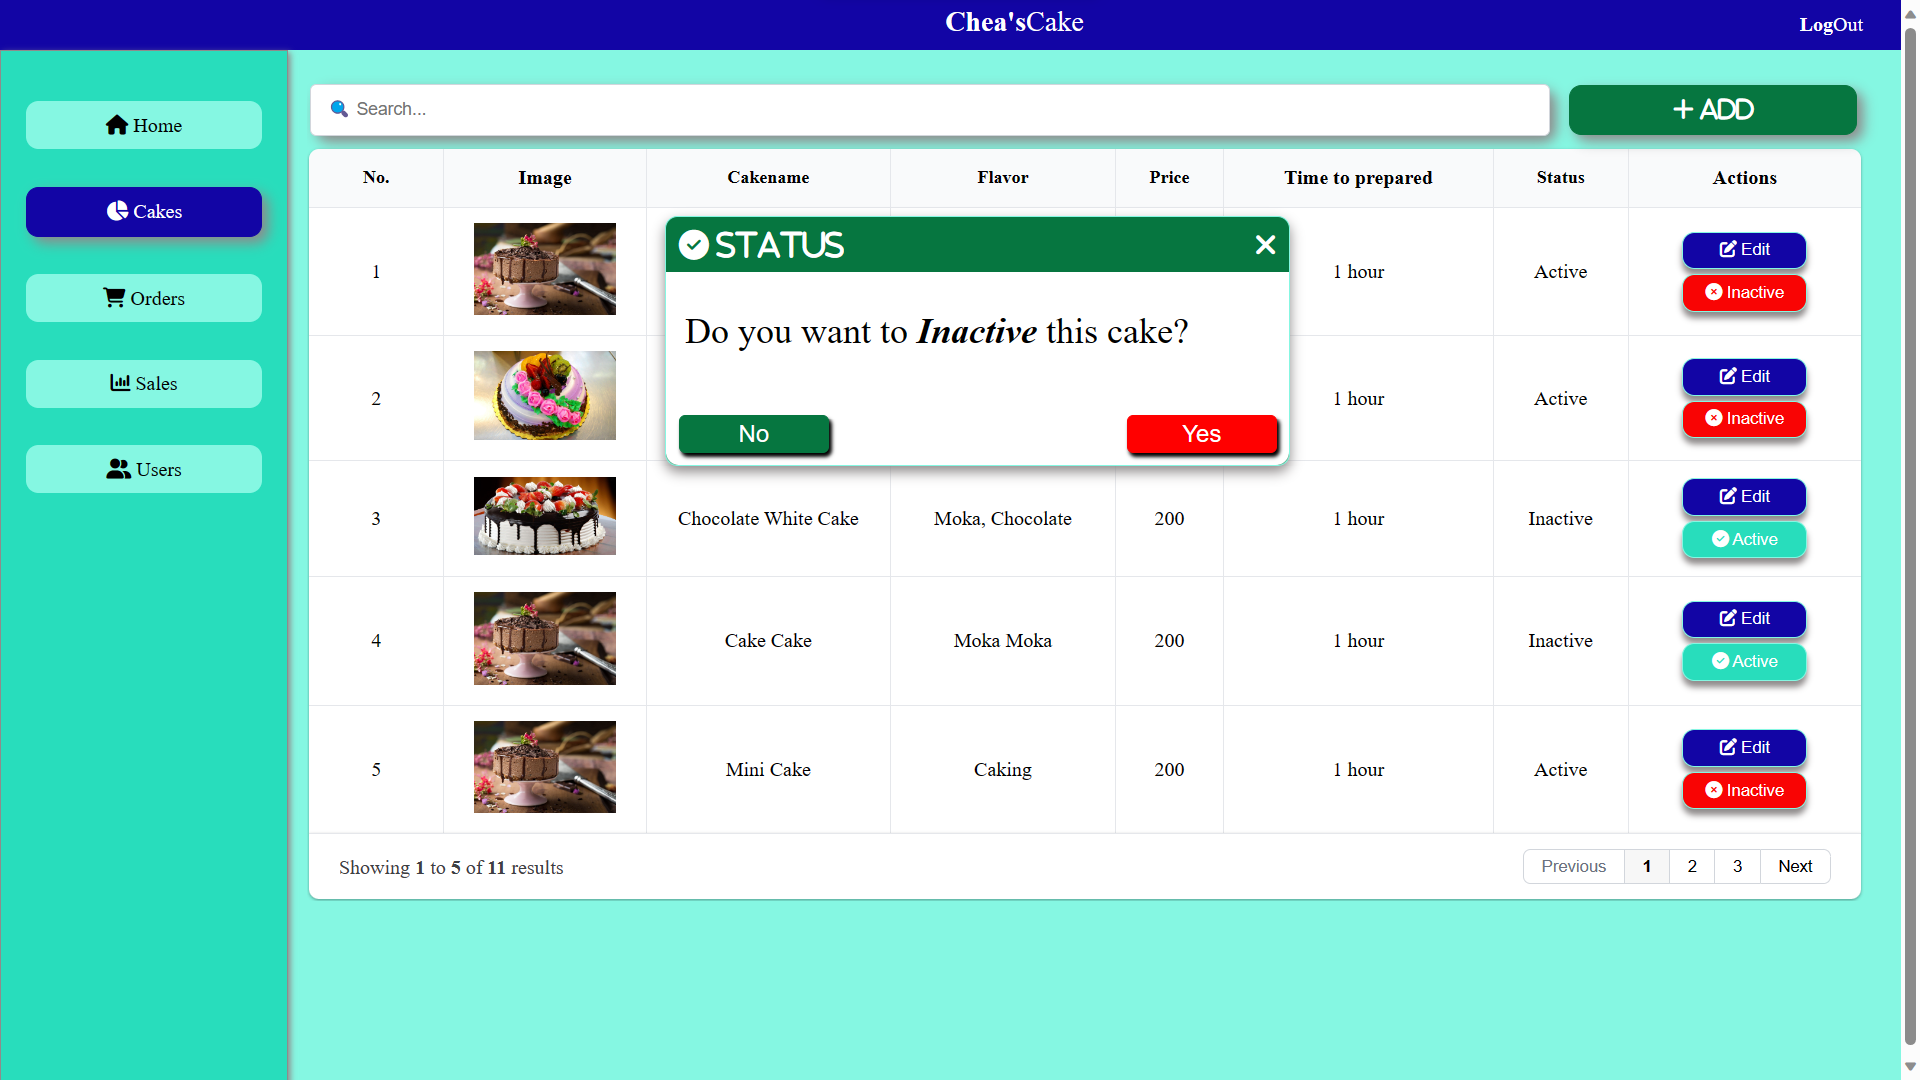 Chea'sCake
LogOut
Home
Cakes
Orders
Sales
Users
Search...
+ ADD
No. Image Cakename Flavor Price Time to prepared Status Actions
STATUS
Do you want to Inactive this cake?
No Yes
1 1 hour Active Edit Inactive
2 1 hour Active Edit Inactive
3 Chocolate White Cake Moka, Chocolate 200 1 hour Inactive Edit Active
4 Cake Cake Moka Moka 200 1 hour Inactive Edit Active
5 Mini Cake Caking 200 1 hour Active Edit Inactive
Showing 1 to 5 of 11 results
Previous 1 2 3 Next